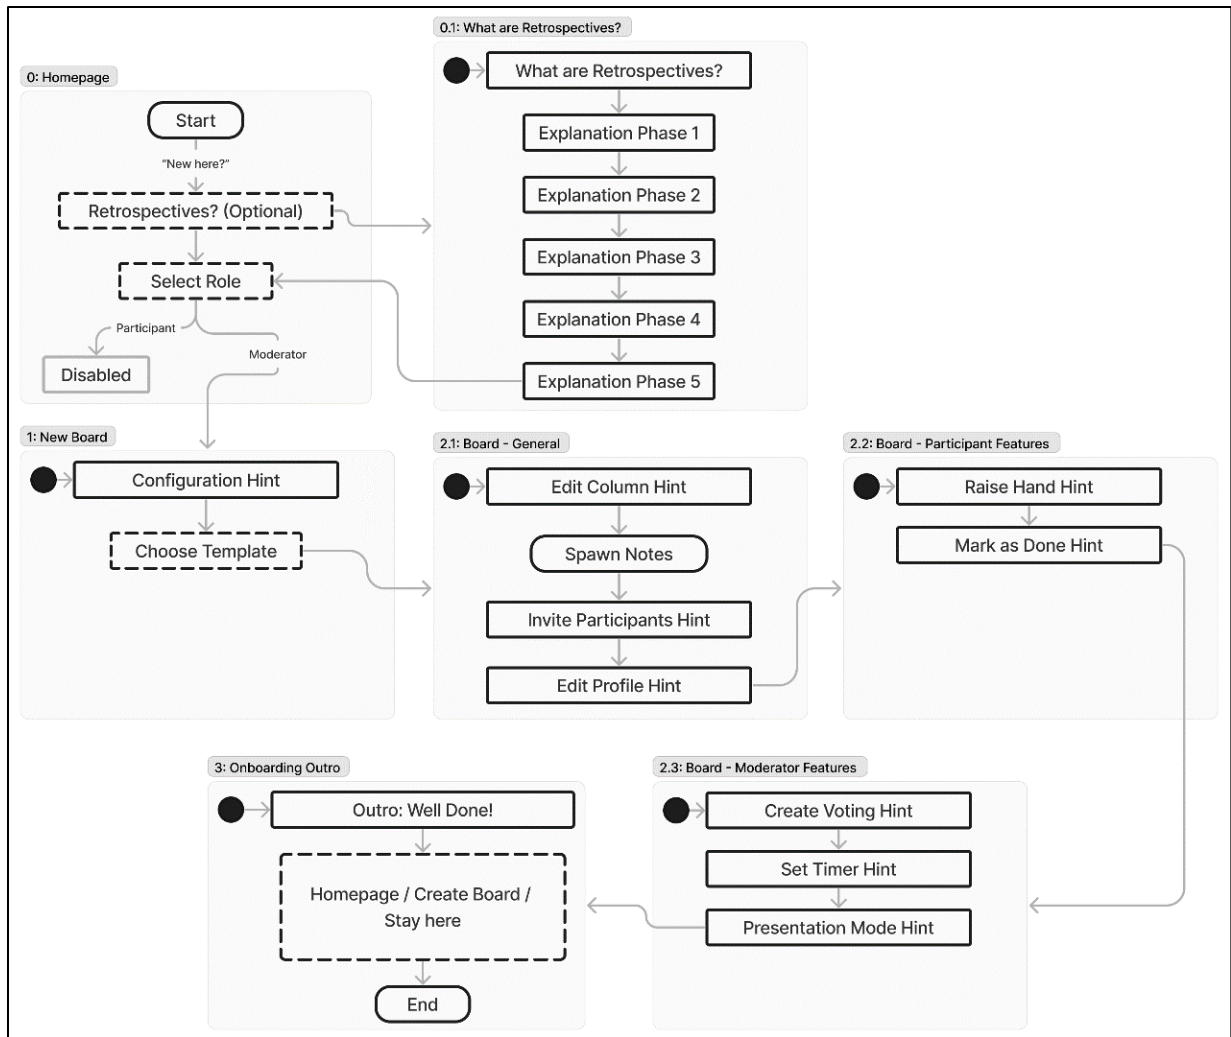 0: Homepage
Start
"New here?"
Retrospectives? (Optional)
Select Role
Participant
Moderator
Disabled
0.1: What are Retrospectives?
What are Retrospectives?
Explanation Phase 1
Explanation Phase 2
Explanation Phase 3
Explanation Phase 4
Explanation Phase 5
1: New Board
Configuration Hint
Choose Template
2.1: Board - General
Edit Column Hint
Spawn Notes
Invite Participants Hint
Edit Profile Hint
2.2: Board - Participant Features
Raise Hand Hint
Mark as Done Hint
2.3: Board - Moderator Features
Create Voting Hint
Set Timer Hint
Presentation Mode Hint
3: Onboarding Outro
Outro: Well Done!
Homepage / Create Board /
Stay here
End